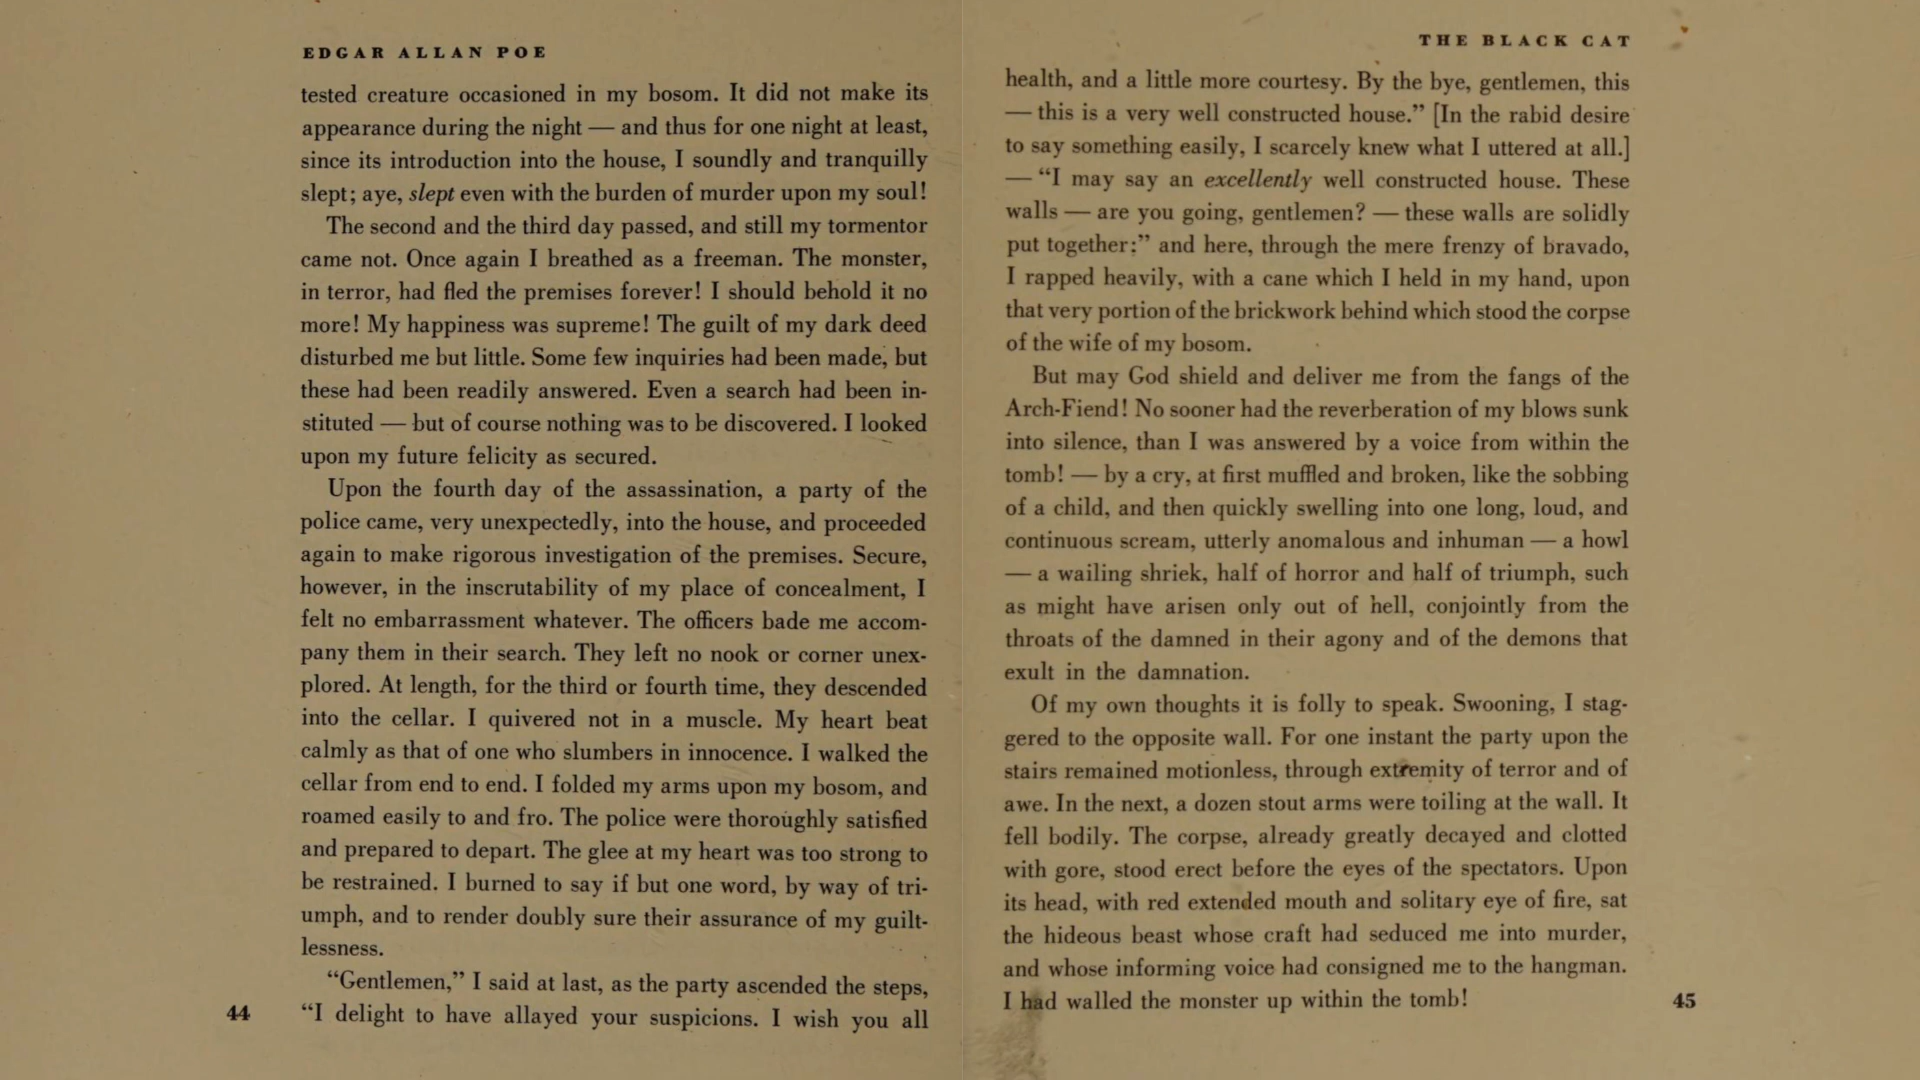 EDGAR ALLAN POE
tested creature occasioned in my bosom. It did not make its
appearance during the night — and thus for one night at least,
since its introduction into the house, I soundly and tranquilly
slept; aye, slept even with the burden of murder upon my soul!
The second and the third day passed, and still my tormentor
came not. Once again I breathed as a freeman. The monster,
in terror, had fled the premises forever! I should behold it no
more! My happiness was supreme! The guilt of my dark deed
disturbed me but little. Some few inquiries had been made, but
these had been readily answered. Even a search had been in-
stituted — but of course nothing was to be discovered. I looked
upon my future felicity as secured.
Upon the fourth day of the assassination, a party of the
police came, very unexpectedly, into the house, and proceeded
again to make rigorous investigation of the premises. Secure,
however, in the inscrutability of my place of concealment, I
felt no embarrassment whatever. The officers bade me accom-
pany them in their search. They left no nook or corner unex-
plored. At length, for the third or fourth time, they descended
into the cellar. I quivered not in a muscle. My heart beat
calmly as that of one who slumbers in innocence. I walked the
cellar from end to end. I folded my arms upon my bosom, and
roamed easily to and fro. The police were thoroughly satisfied
and prepared to depart. The glee at my heart was too strong to
be restrained. I burned to say if but one word, by way of tri-
umph, and to render doubly sure their assurance of my guilt-
lessness.
“Gentlemen,” I said at last, as the party ascended the steps,
“I delight to have allayed your suspicions. I wish you all
44
THE BLACK CAT
health, and a little more courtesy. By the bye, gentlemen, this
— this is a very well constructed house.” [In the rabid desire
to say something easily, I scarcely knew what I uttered at all.]
— “I may say an excellently well constructed house. These
walls — are you going, gentlemen? — these walls are solidly
put together:” and here, through the mere frenzy of bravado,
I rapped heavily, with a cane which I held in my hand, upon
that very portion of the brickwork behind which stood the corpse
of the wife of my bosom.
But may God shield and deliver me from the fangs of the
Arch-Fiend! No sooner had the reverberation of my blows sunk
into silence, than I was answered by a voice from within the
tomb! — by a cry, at first muffled and broken, like the sobbing
of a child, and then quickly swelling into one long, loud, and
continuous scream, utterly anomalous and inhuman — a howl
— a wailing shriek, half of horror and half of triumph, such
as might have arisen only out of hell, conjointly from the
throats of the damned in their agony and of the demons that
exult in the damnation.
Of my own thoughts it is folly to speak. Swooning, I stag-
gered to the opposite wall. For one instant the party upon the
stairs remained motionless, through extremity of terror and of
awe. In the next, a dozen stout arms were toiling at the wall. It
fell bodily. The corpse, already greatly decayed and clotted
with gore, stood erect before the eyes of the spectators. Upon
its head, with red extended mouth and solitary eye of fire, sat
the hideous beast whose craft had seduced me into murder,
and whose informing voice had consigned me to the hangman.
I had walled the monster up within the tomb!
45